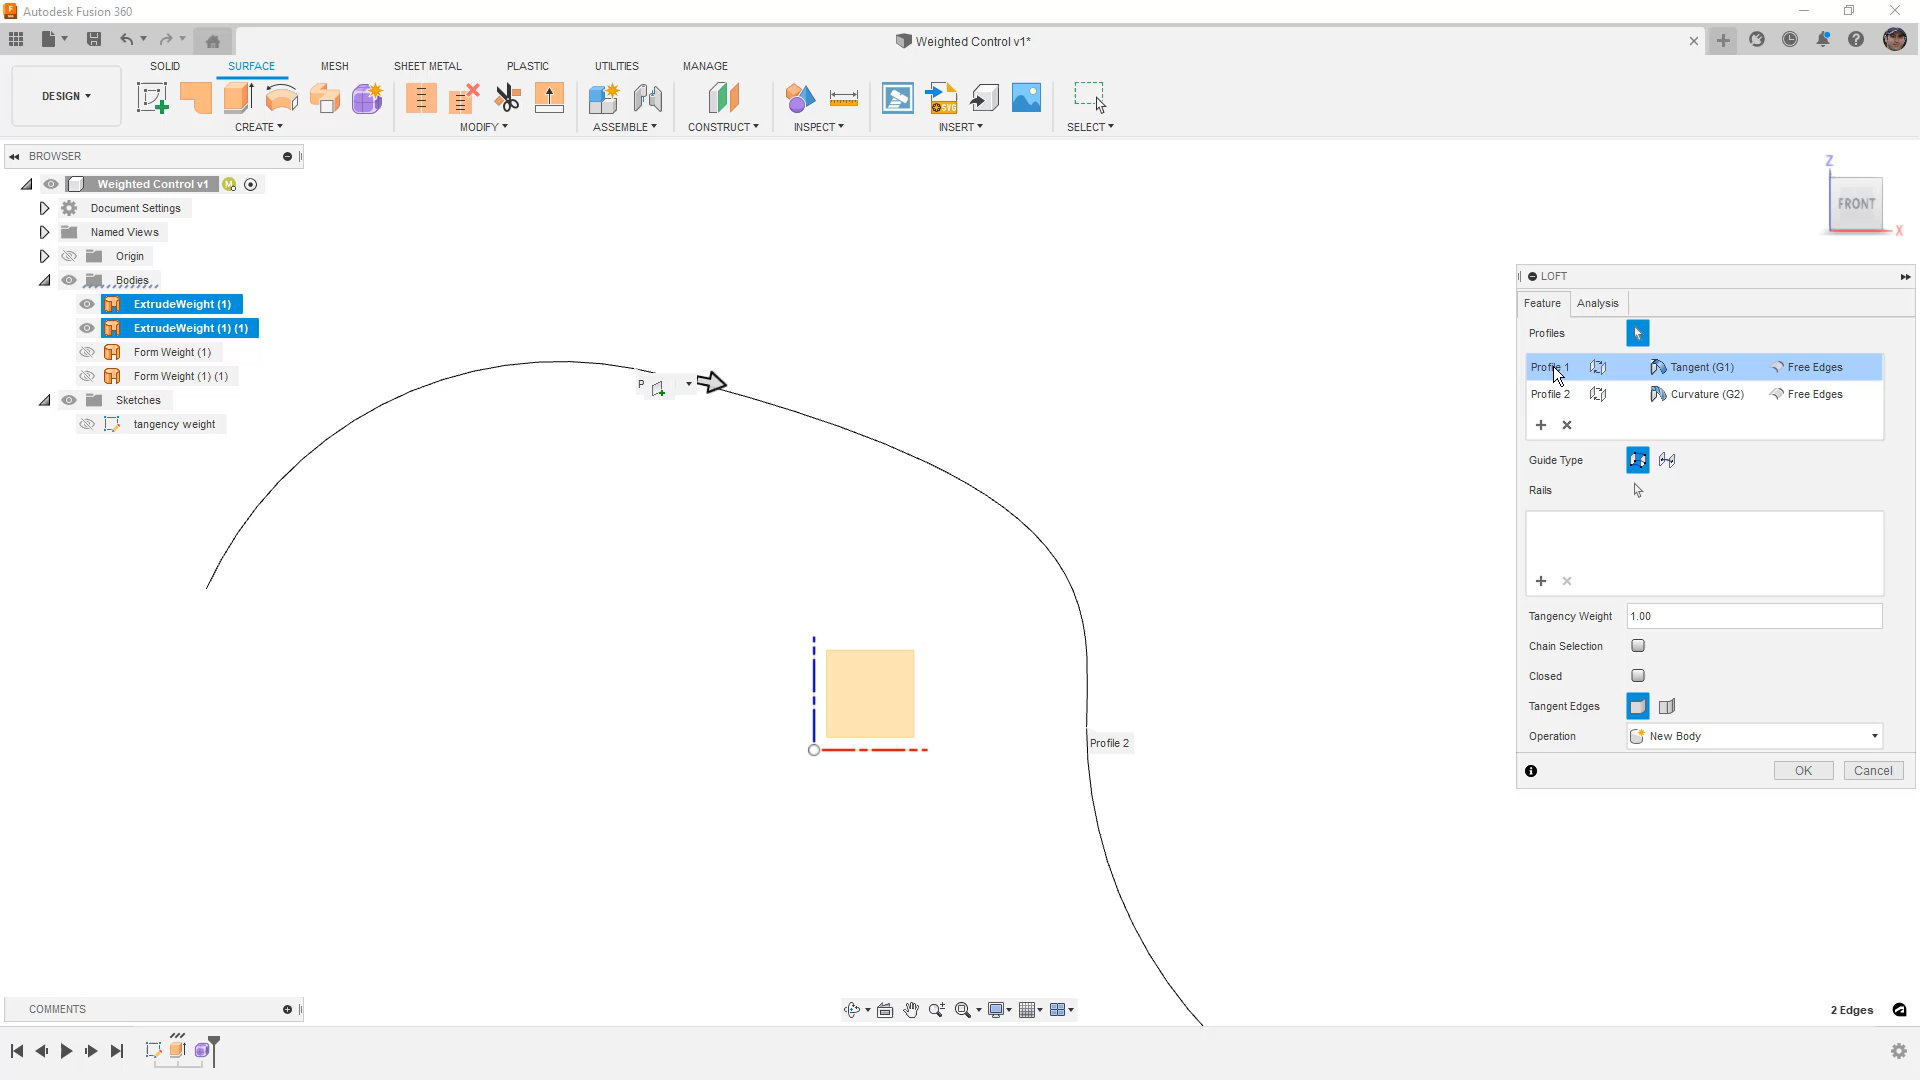 Autodesk Fusion 360
Weighted Control v1*
SOLID
SURFACE
MESH
SHEET METAL
PLASTIC
UTILITIES
MANAGE
DESIGN
CREATE
MODIFY
ASSEMBLE
CONSTRUCT
INSPECT
INSERT
SELECT
BROWSER
Weighted Control v1
Document Settings
Named Views
Origin
Bodies
ExtrudeWeight (1)
ExtrudeWeight (1) (1)
Form Weight (1)
Form Weight (1) (1)
Sketches
tangency weight
Z
FRONT
X
P
Profile 2
LOFT
Feature
Analysis
Profiles
Profile 1
Tangent (G1)
Free Edges
Profile 2
Curvature (G2)
Free Edges
Guide Type
Rails
Tangency Weight
1.00
Chain Selection
Closed
Tangent Edges
Operation
New Body
OK
Cancel
COMMENTS
2 Edges